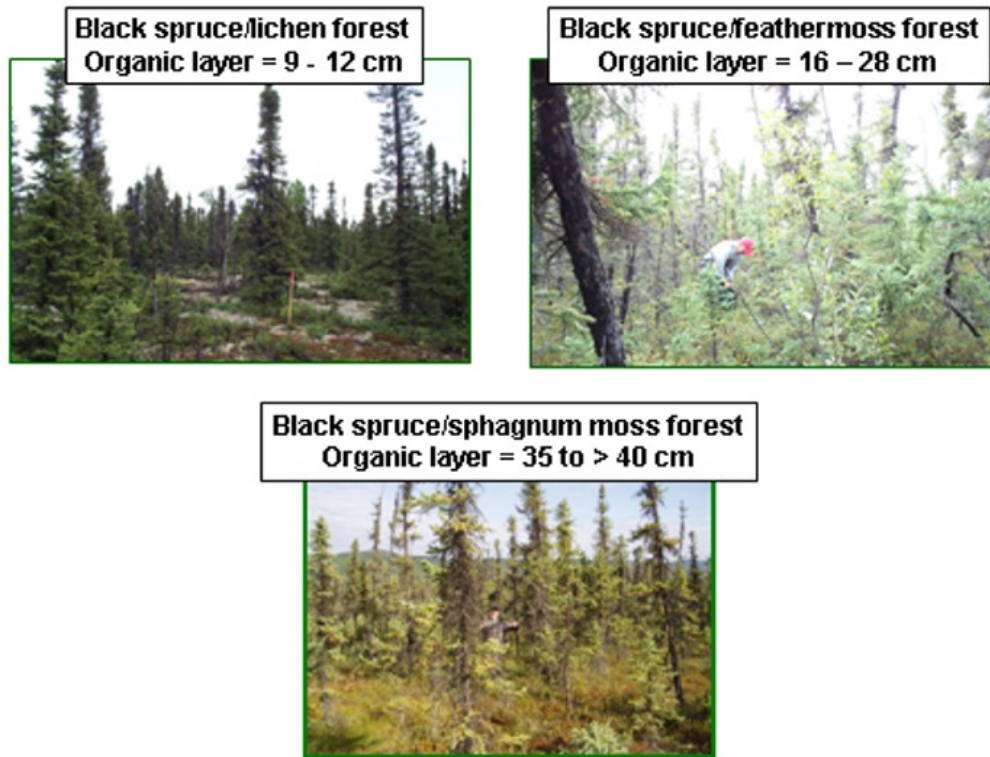 Black spruce/lichen forest
Organic layer = 9 - 12 cm
Black spruce/feathermoss forest
Organic layer = 16 – 28 cm
Black spruce/sphagnum moss forest
Organic layer = 35 to > 40 cm